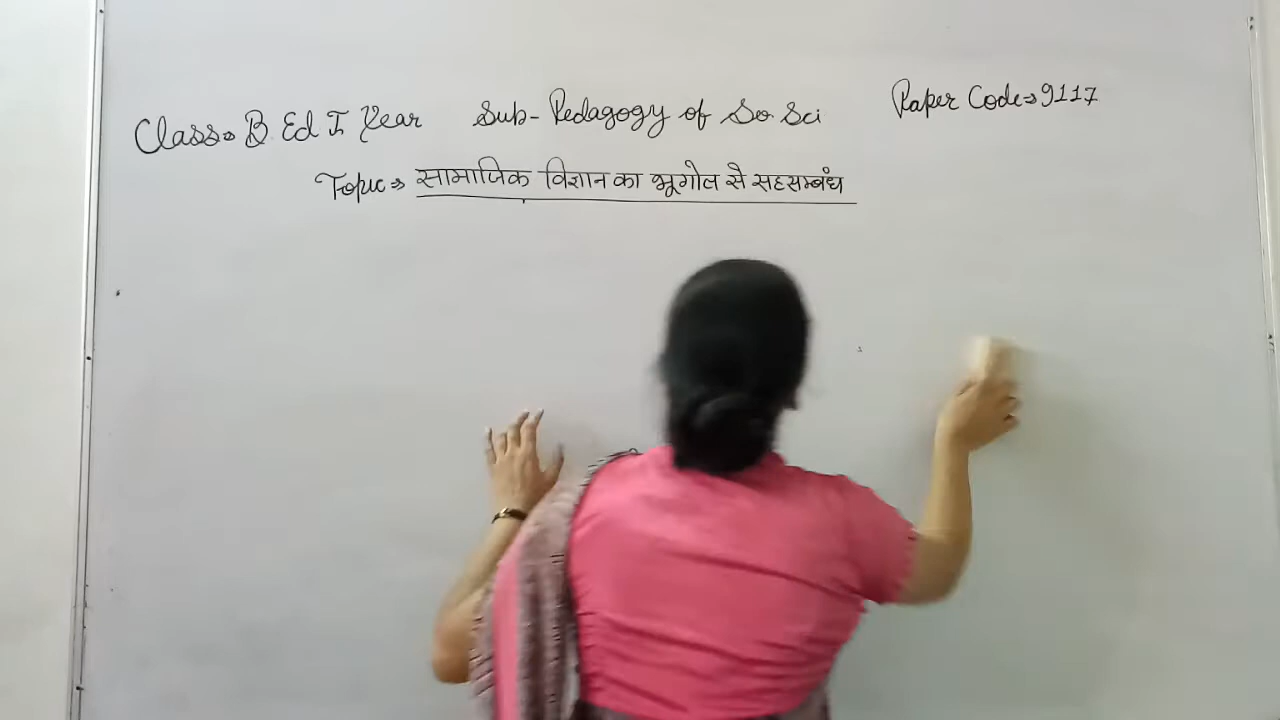 Class⇒ B Ed I Year Sub- Pedagogy of So Sci Paper Code⇒9117
Topic⇒ सामाजिक विज्ञान का भूगोल से सहसम्बंध